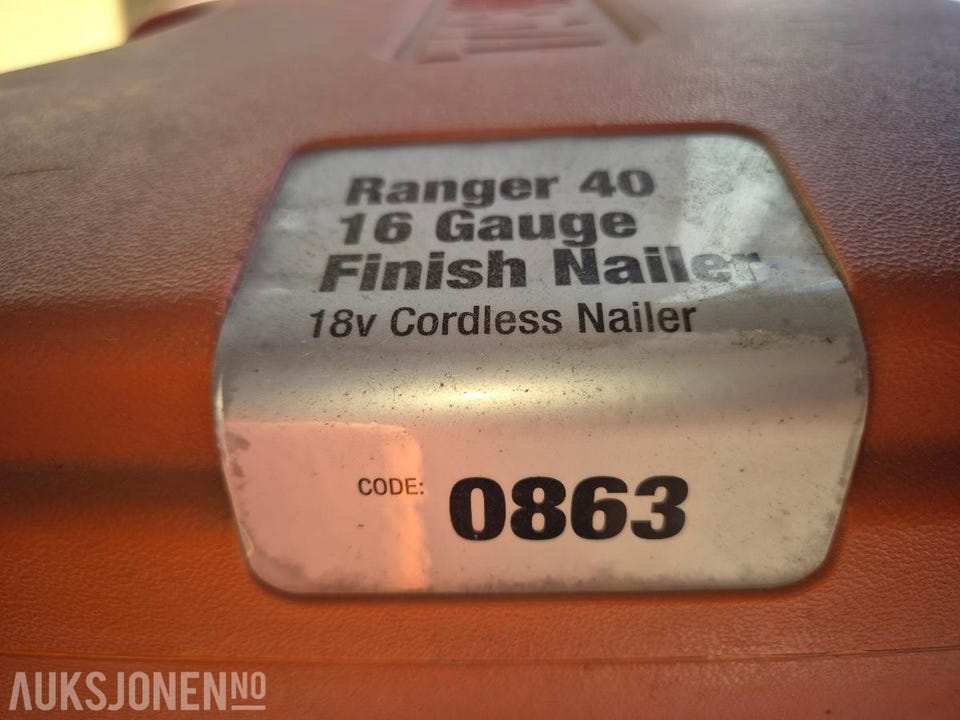 Ranger 40
16 Gauge
Finish Nailer
18v Cordless Nailer
CODE: 0863
AUKSJONEN NO